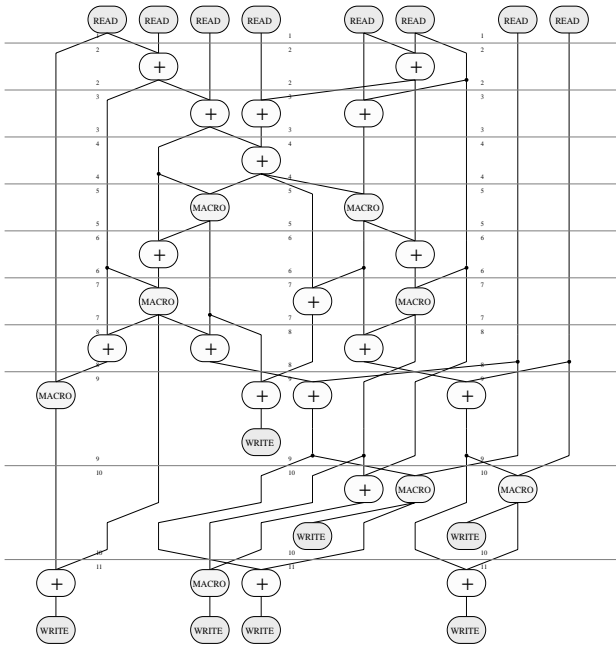 READ READ READ READ READ READ READ READ
1 1 1
2 2 2
+ +
2 2 2
3 3 3
+ + +
3 3 3
4 4 4
+
4 4 4
5 5 5
MACRO MACRO
5 5 5
6 6 6
+ +
6 6 6
7 7 7
MACRO + MACRO
7 7 7
8 8 8
+ + +
8 8 8
9 9 9
MACRO + + +
WRITE
9 9 9
10 10 10
+ MACRO MACRO
WRITE WRITE
10 10 10
11 11 11
+ MACRO + +
WRITE WRITE WRITE WRITE